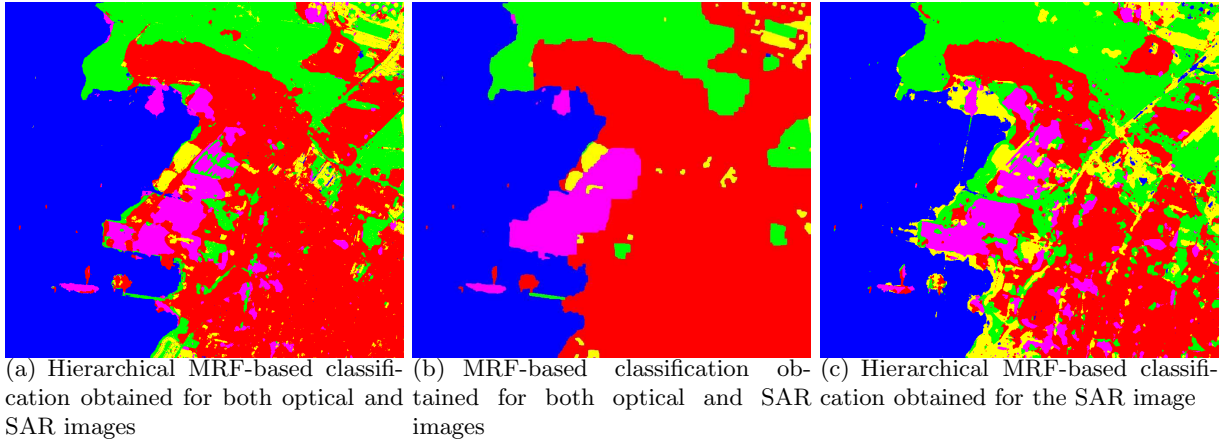 (a) Hierarchical MRF-based classifi-
cation obtained for both optical and
SAR images
(b) MRF-based classification ob-
tained for both optical and SAR
images
(c) Hierarchical MRF-based classifi-
cation obtained for the SAR image